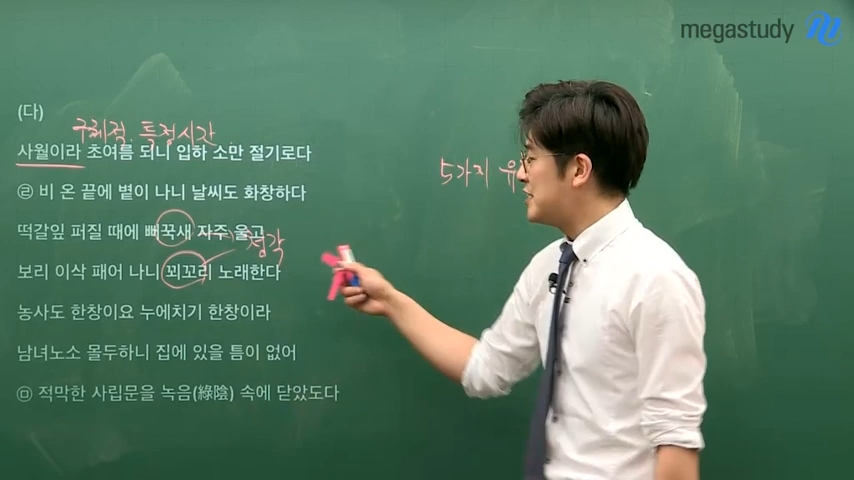 megastudy
(다)
구체적. 특정시간
사월이라 초여름 되니 입하 소만 절기로다
㉣ 비 온 끝에 볕이 나니 날씨도 화창하다
떡갈잎 퍼질 때에 뻐꾹새 자주 울고
청각
보리 이삭 패어 나니 꾀꼬리 노래한다
농사도 한창이요 누에치기 한창이라
남녀노소 몰두하니 집에 있을 틈이 없어
㉤ 적막한 사립문을 녹음(綠陰) 속에 닫았도다
5가지